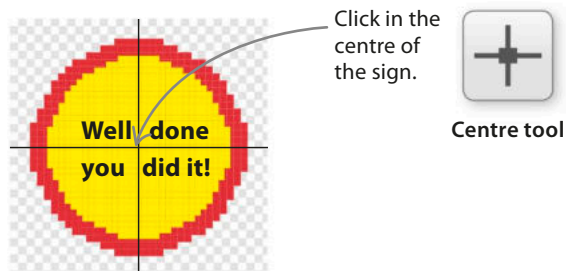 Click in the
centre of
the sign.
Centre tool
Well done
you did it!